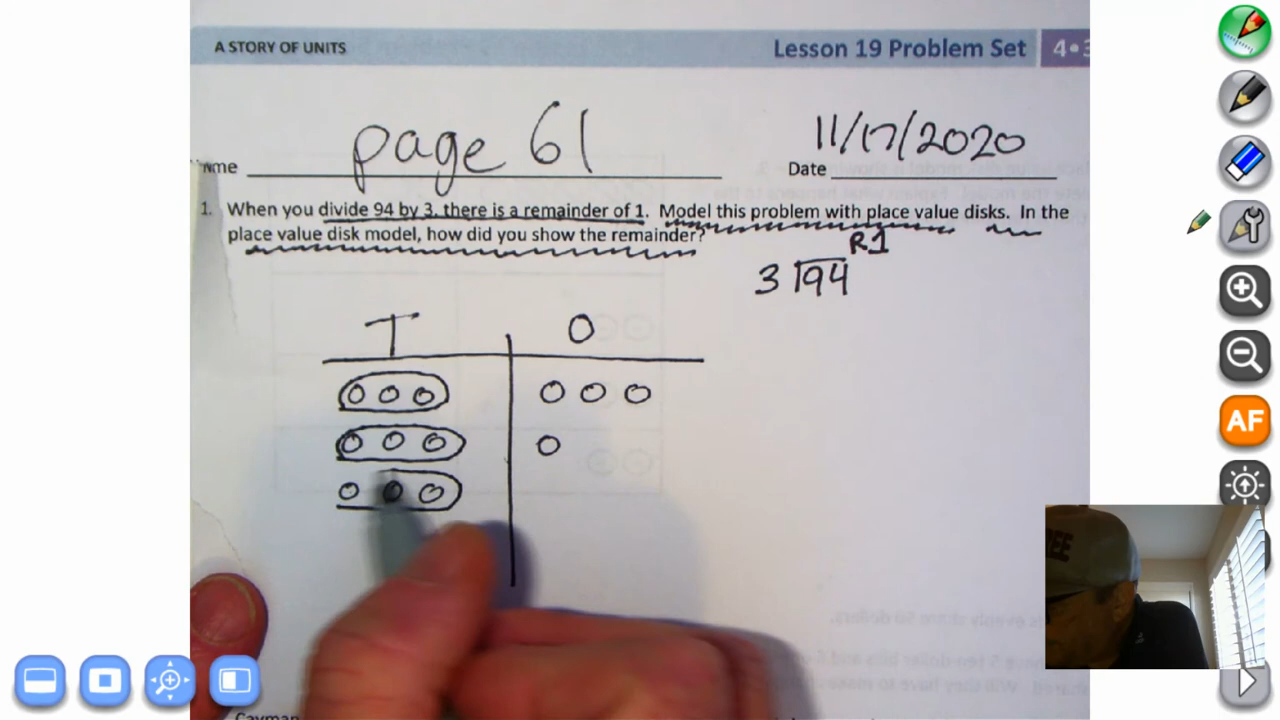 A STORY OF UNITS
Lesson 19 Problem Set
page 61
11/17/2020
Name
Date
1. When you divide 94 by 3, there is a remainder of 1. Model this problem with place value disks. In the
place value disk model, how did you show the remainder?
R1
3 94
T O
AF
Cayman